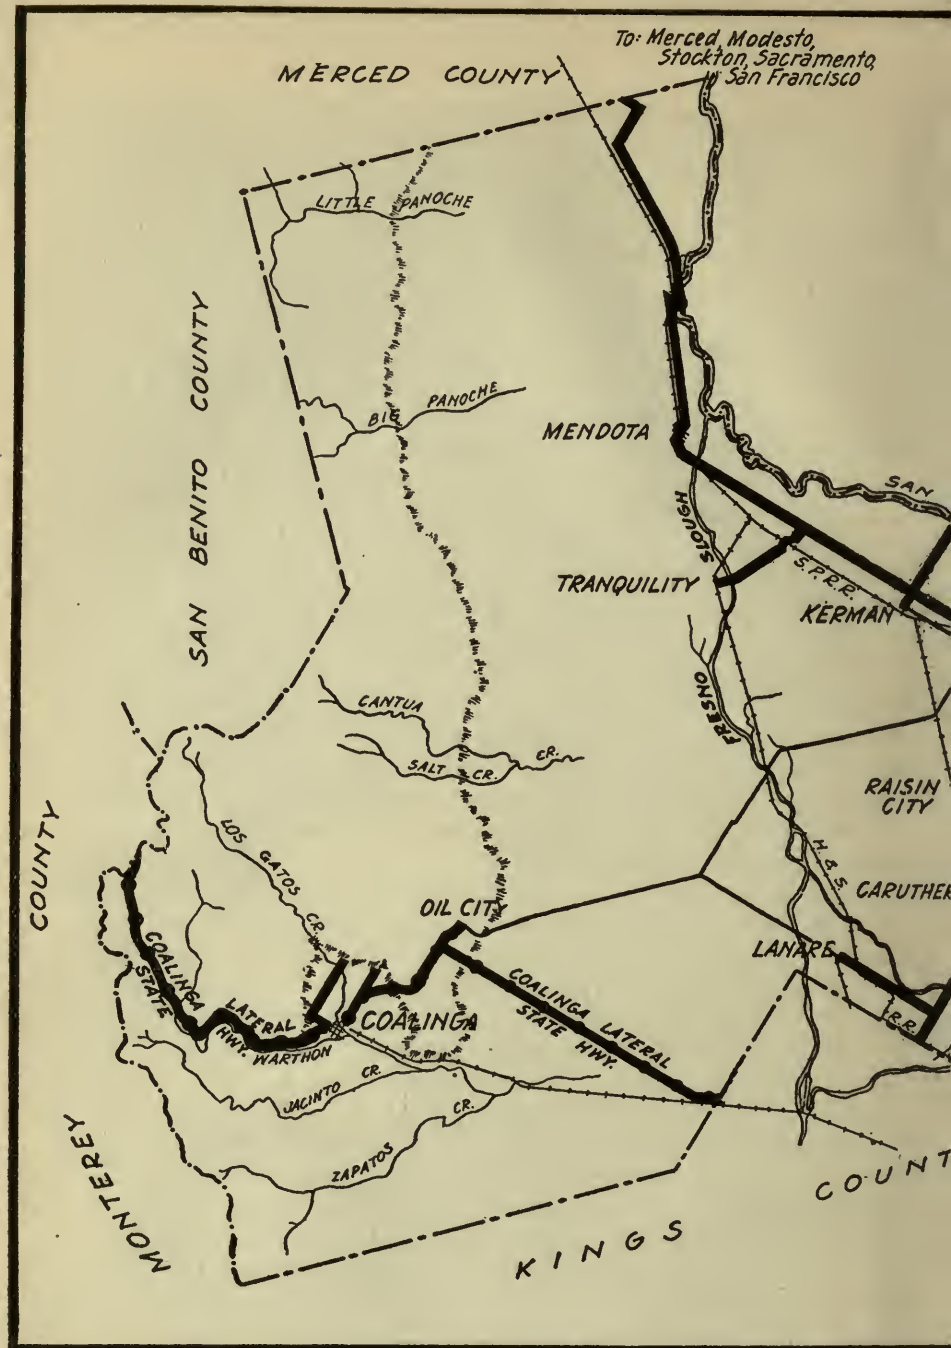 To: Merced, Modesto,
Stockton, Sacramento,
San Francisco
MERCED COUNTY
LITTLE PANOCHE
SAN BENITO COUNTY
BIG PANOCHE
MENDOTA
SAN
SLOUGH
S.P.R.R.
TRANQUILITY
KERMAN
FRESNO
CANTUA CR.
SALT CR.
RAISIN
CITY
COUNTY
LOS GATOS CR.
H. & S.
CARUTHER
OIL CITY
LANARE
COALINGA
STATE
LATERAL
HWY.
COALINGA LATERAL
STATE HWY.
R.R.
COALINGA
WARTHON
JACINTO CR.
ZAPATOS CR.
MONTEREY
KINGS
COUNT